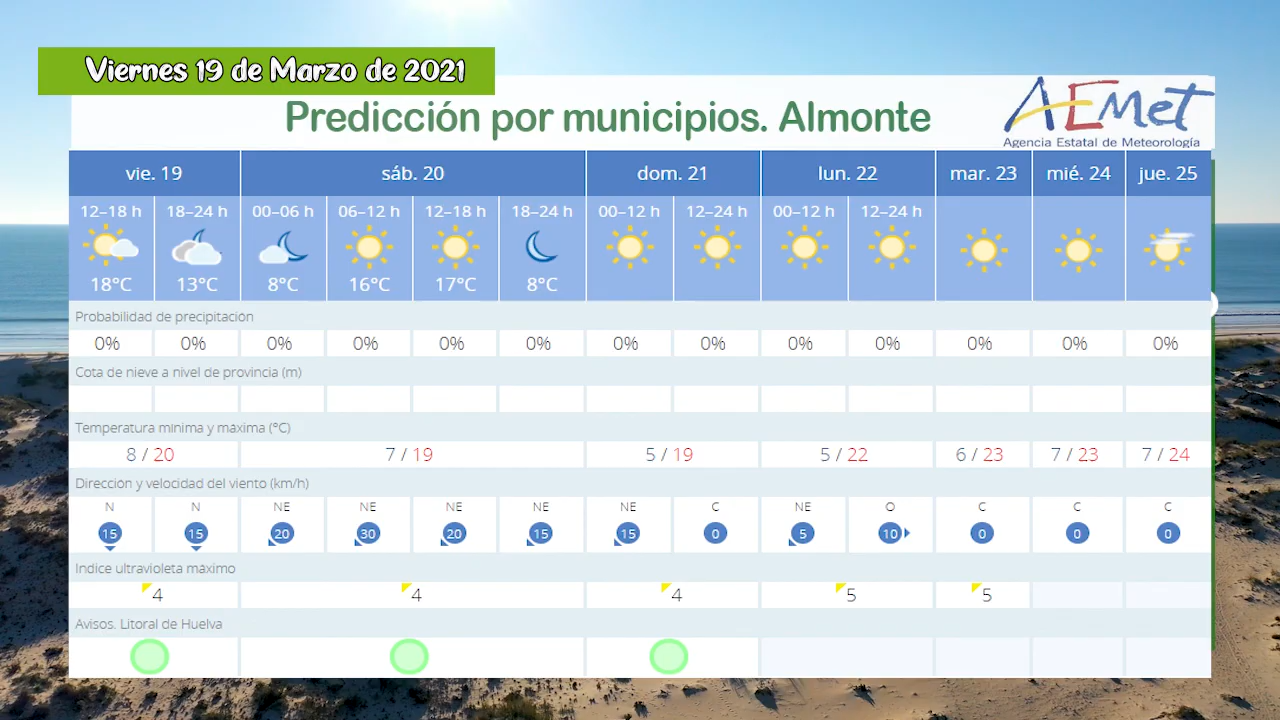 Viernes 19 de Marzo de 2021
Predicción por municipios. Almonte
AEMet
Agencia Estatal de Meteorología
vie. 19 sáb. 20 dom. 21 lun. 22 mar. 23 mié. 24 jue. 25
12–18 h 18–24 h 00–06 h 06–12 h 12–18 h 18–24 h 00–12 h 12–24 h 00–12 h 12–24 h
18°C 13°C 8°C 16°C 17°C 8°C
Probabilidad de precipitación
0% 0% 0% 0% 0% 0% 0% 0% 0% 0% 0% 0% 0%
Cota de nieve a nivel de provincia (m)
Temperatura mínima y máxima (°C)
8 / 20 7 / 19 5 / 19 5 / 22 6 / 23 7 / 23 7 / 24
Dirección y velocidad del viento (km/h)
N N NE NE NE NE NE C NE O C C C
15 15 20 30 20 15 15 0 5 10 0 0 0
Indice ultravioleta máximo
4 4 4 5 5
Avisos. Litoral de Huelva